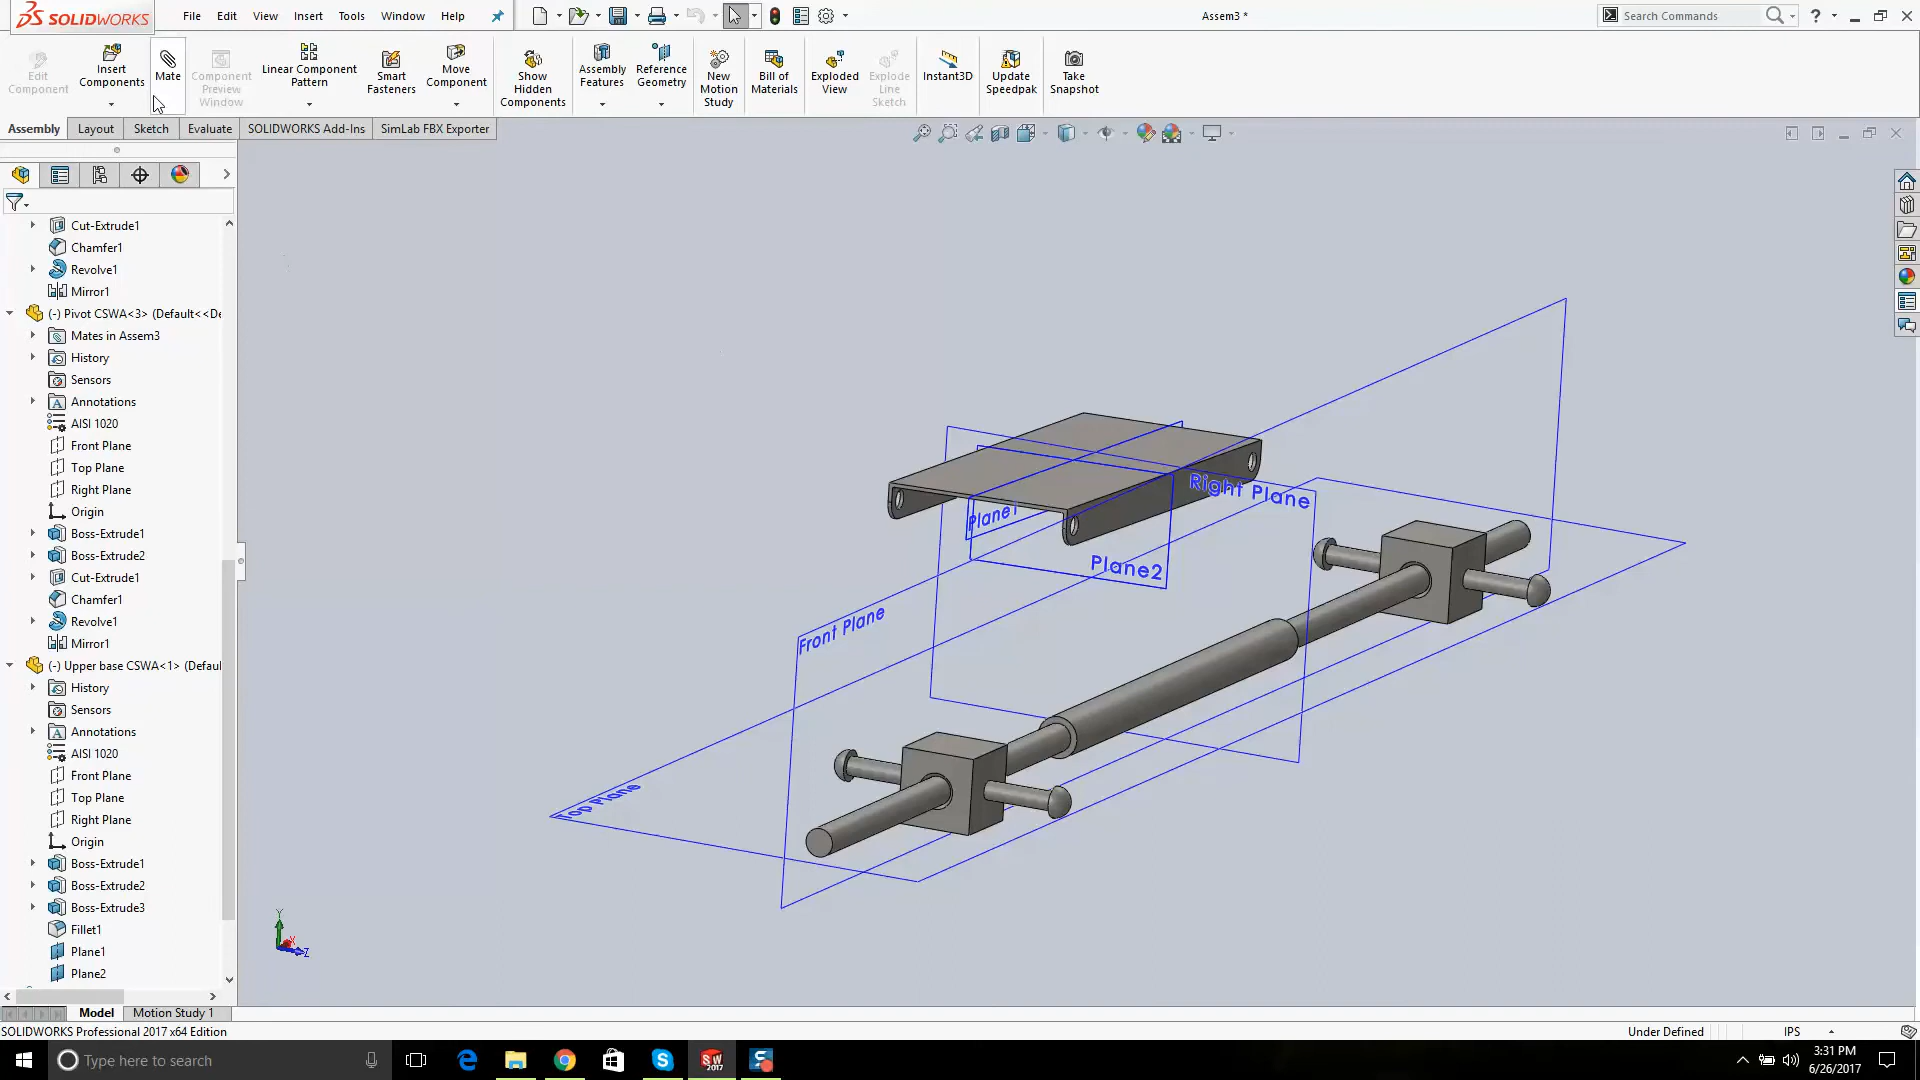 SOLIDWORKS
File
Edit
View
Insert
Tools
Window
Help
Assem3 *
Search Commands
Edit Component
Insert Components
Mate
Component Preview Window
Linear Component Pattern
Smart Fasteners
Move Component
Show Hidden Components
Assembly Features
Reference Geometry
New Motion Study
Bill of Materials
Exploded View
Explode Line Sketch
Instant3D
Update Speedpak
Take Snapshot
Assembly
Layout
Sketch
Evaluate
SOLIDWORKS Add-Ins
SimLab FBX Exporter
Cut-Extrude1
Chamfer1
Revolve1
Mirror1
(-) Pivot CSWA<3> (Default<<De
Mates in Assem3
History
Sensors
Annotations
AISI 1020
Front Plane
Top Plane
Right Plane
Origin
Boss-Extrude1
Boss-Extrude2
Cut-Extrude1
Chamfer1
Revolve1
Mirror1
(-) Upper base CSWA<1> (Defaul
History
Sensors
Annotations
AISI 1020
Front Plane
Top Plane
Right Plane
Origin
Boss-Extrude1
Boss-Extrude2
Boss-Extrude3
Fillet1
Plane1
Plane2
Right Plane
Plane1
Plane2
Front Plane
Top Plane
Y
X
Z
Model
Motion Study 1
SOLIDWORKS Professional 2017 x64 Edition
Under Defined
IPS
Type here to search
SW
2017
3:31 PM
6/26/2017